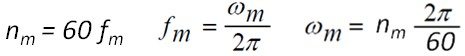 n_m = 60 f_m   f_m = ω_m / 2π   ω_m = n_m 2π / 60